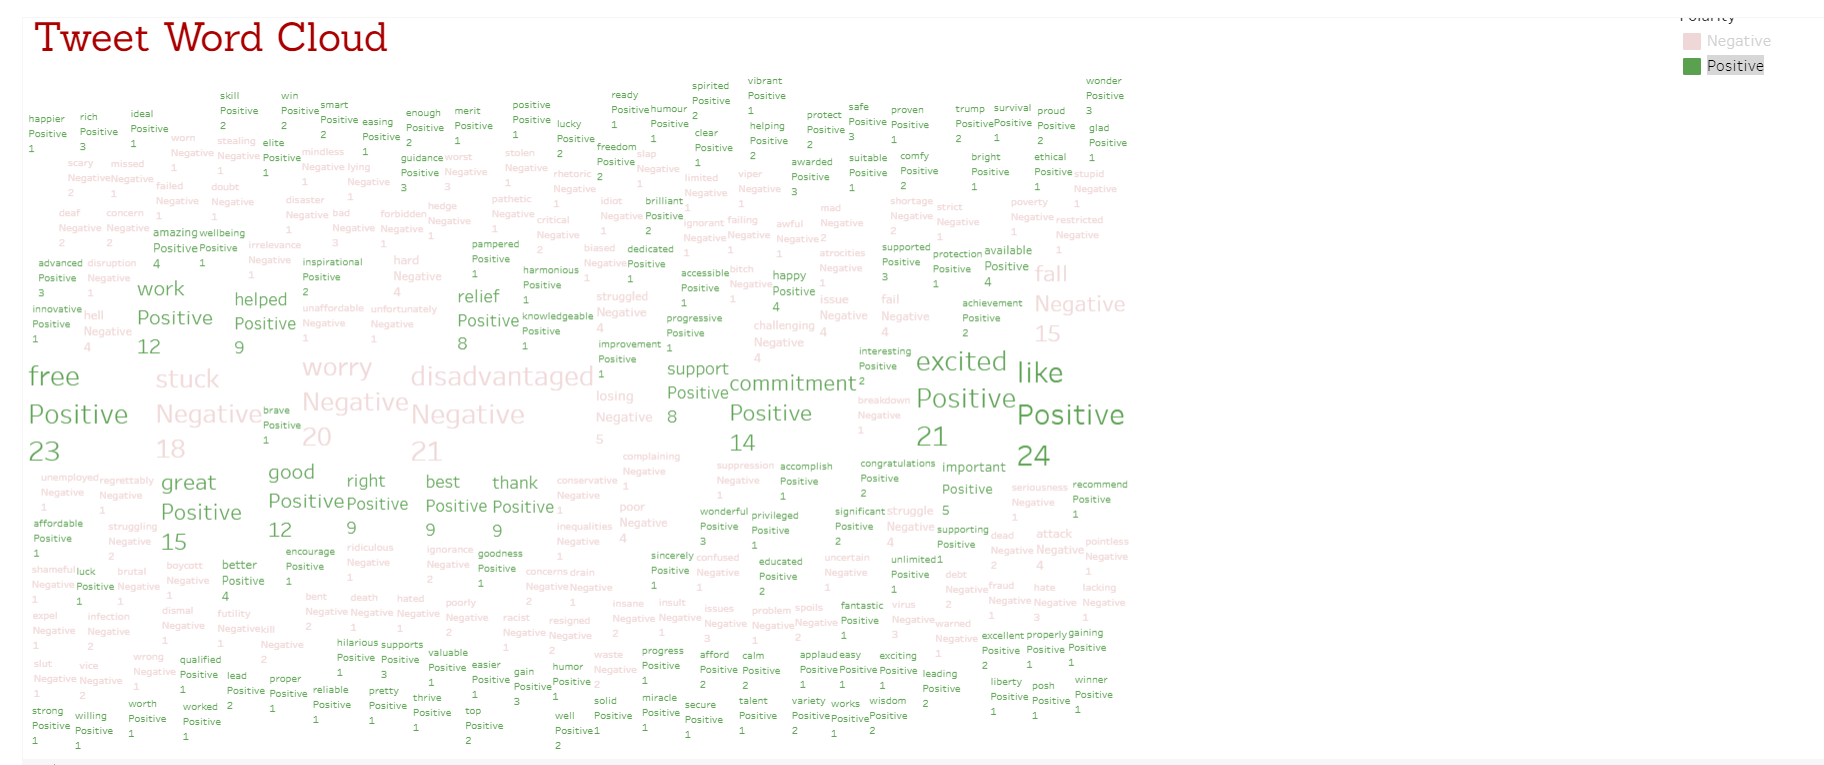 Tweet Word Cloud
Polarity
Negative
Positive
happier
Positive
1
rich
Positive
3
ideal
Positive
1
skill
Positive
2
win
Positive
2
smart
Positive
2
easing
Positive
1
enough
Positive
2
merit
Positive
1
positive
Positive
1
lucky
Positive
2
ready
Positive
1
humour
Positive
1
spirited
Positive
2
vibrant
Positive
1
clear
Positive
1
helping
Positive
2
protect
Positive
2
safe
Positive
3
proven
Positive
1
trump
Positive
2
survival
Positive
1
proud
Positive
2
wonder
Positive
3
glad
Positive
1
worn
Negative
1
stealing
Negative
1
elite
Positive
1
mindless
Negative
1
lying
Negative
1
guidance
Positive
3
worst
Negative
3
stolen
Negative
1
rhetoric
Negative
1
freedom
Positive
2
slap
Negative
1
limited
Negative
1
viper
Negative
1
awarded
Positive
3
suitable
Positive
1
comfy
Positive
2
bright
Positive
1
ethical
Positive
1
stupid
Negative
1
scary
Negative
2
missed
Negative
1
failed
Negative
1
doubt
Negative
1
disaster
Negative
1
bad
Negative
3
forbidden
Negative
1
hedge
Negative
1
pathetic
Negative
1
critical
Negative
2
idiot
Negative
1
brilliant
Positive
2
ignorant
Negative
1
failing
Negative
1
awful
Negative
1
mad
Negative
2
shortage
Negative
2
strict
Negative
1
poverty
Negative
1
restricted
Negative
1
deaf
Negative
2
concern
Negative
2
amazing
Positive
4
wellbeing
Positive
1
irrelevance
Negative
1
inspirational
Positive
2
hard
Negative
4
pampered
Positive
1
harmonious
Positive
1
biased
Negative
1
dedicated
Positive
1
accessible
Positive
1
bitch
Negative
1
happy
Positive
4
atrocities
Negative
1
supported
Positive
3
protection
Positive
1
available
Positive
4
fall
Negative
15
advanced
Positive
3
disruption
Negative
1
work
Positive
12
helped
Positive
9
unaffordable
Negative
1
unfortunately
Negative
1
relief
Positive
8
knowledgeable
Positive
1
struggled
Negative
4
progressive
Positive
1
challenging
Negative
4
issue
Negative
4
fail
Negative
4
achievement
Positive
2
innovative
Positive
1
hell
Negative
4
free
Positive
23
stuck
Negative
18
brave
Positive
1
worry
Negative
20
disadvantaged
Negative
21
improvement
Positive
1
losing
Negative
5
support
Positive
8
commitment
Positive
14
interesting
Positive
2
breakdown
Negative
1
excited
Positive
21
like
Positive
24
unemployed
Negative
1
regrettably
Negative
1
great
Positive
15
good
Positive
12
right
Positive
9
best
Positive
9
thank
Positive
9
conservative
Negative
1
complaining
Negative
1
suppression
Negative
1
accomplish
Positive
1
congratulations
Positive
2
important
Positive
5
seriousness
Negative
1
recommend
Positive
1
affordable
Positive
1
struggling
Negative
2
inequalities
Negative
1
poor
Negative
4
wonderful
Positive
3
privileged
Positive
1
significant
Positive
2
struggle
Negative
4
supporting
Positive
1
dead
Negative
2
attack
Negative
4
pointless
Negative
1
shameful
Negative
1
luck
Positive
1
brutal
Negative
1
boycott
Negative
1
better
Positive
4
encourage
Positive
1
ridiculous
Negative
1
ignorance
Negative
2
goodness
Positive
1
concerns
Negative
2
drain
Negative
1
sincerely
Positive
1
confused
Negative
1
educated
Positive
2
uncertain
Negative
1
unlimited
Positive
1
debt
Negative
2
fraud
Negative
1
hate
Negative
3
lacking
Negative
1
expel
Negative
1
infection
Negative
2
dismal
Negative
1
futility
Negative
1
kill
Negative
2
bent
Negative
2
death
Negative
1
hated
Negative
1
poorly
Negative
2
racist
Negative
1
resigned
Negative
2
insane
Negative
2
insult
Negative
1
issues
Negative
3
problem
Negative
1
spoils
Negative
2
fantastic
Positive
1
virus
Negative
3
warned
Negative
1
excellent
Positive
2
properly
Positive
1
gaining
Positive
1
slut
Negative
1
vice
Negative
2
wrong
Negative
1
qualified
Positive
1
lead
Positive
2
proper
Positive
1
hilarious
Positive
1
supports
Positive
3
valuable
Positive
1
easier
Positive
1
gain
Positive
3
humor
Positive
1
waste
Negative
2
progress
Positive
1
afford
Positive
2
calm
Positive
2
applaud
Positive
1
easy
Positive
1
exciting
Positive
1
leading
Positive
2
liberty
Positive
1
posh
Positive
1
winner
Positive
1
strong
Positive
1
willing
Positive
1
worth
Positive
1
worked
Positive
1
reliable
Positive
1
pretty
Positive
1
thrive
Positive
1
top
Positive
2
well
Positive
2
solid
Positive
1
miracle
Positive
1
secure
Positive
1
talent
Positive
1
variety
Positive
2
works
Positive
1
wisdom
Positive
2